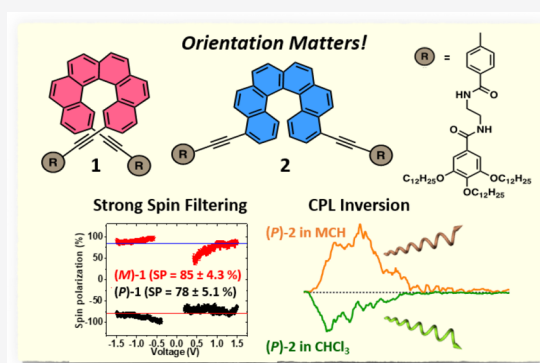 Orientation Matters!
R =
O
HN
NH
O
R
R
1
R
R
2
C₁₂H₂₅O
OC₁₂H₂₅
OC₁₂H₂₅
Strong Spin Filtering
CPL Inversion
Spin polarization (%)
100
50
0
-50
-100
(M)-1 (SP = 85 ± 4.3 %)
(P)-1 (SP = 78 ± 5.1 %)
-1.5 -1.0 -0.5 0.0 0.5 1.0 1.5
Voltage (V)
(P)-2 in MCH
(P)-2 in CHCl₃